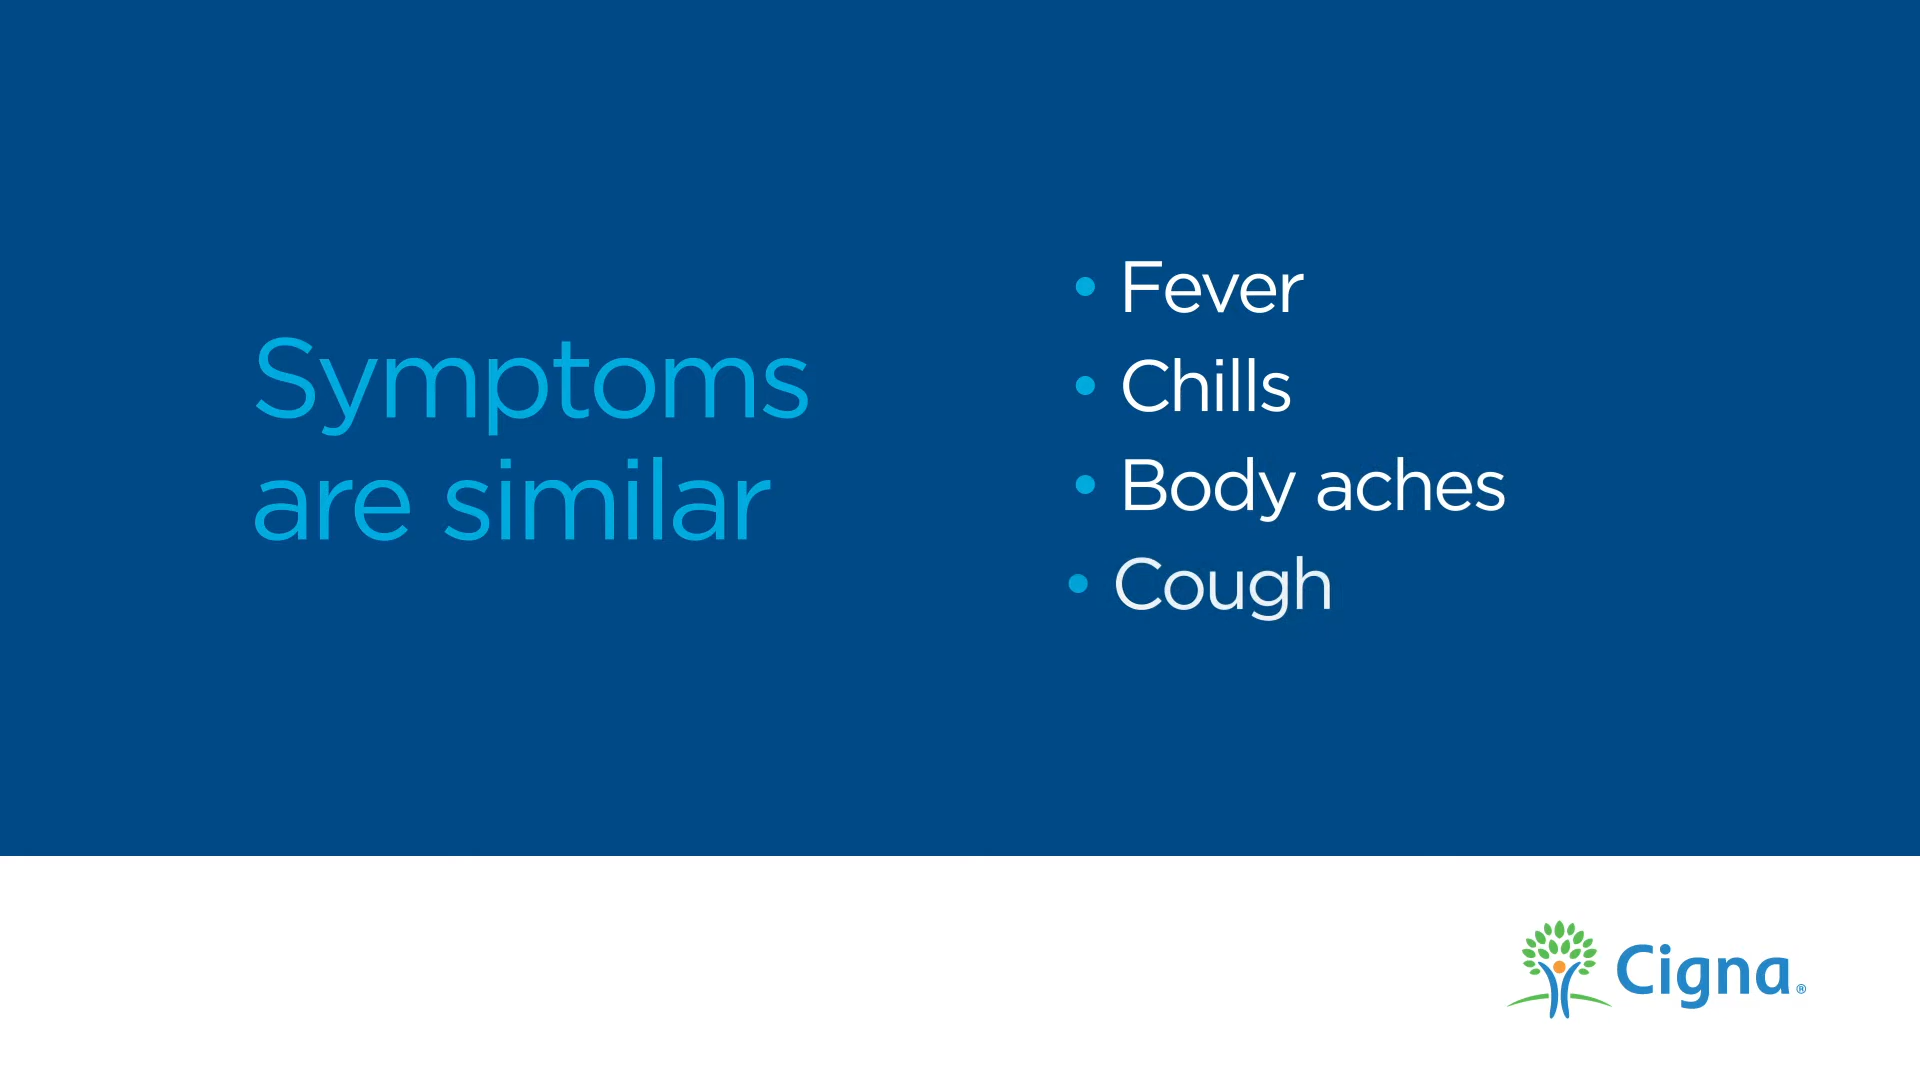 Symptoms
are similar
• Fever
• Chills
• Body aches
• Cough
Cigna®